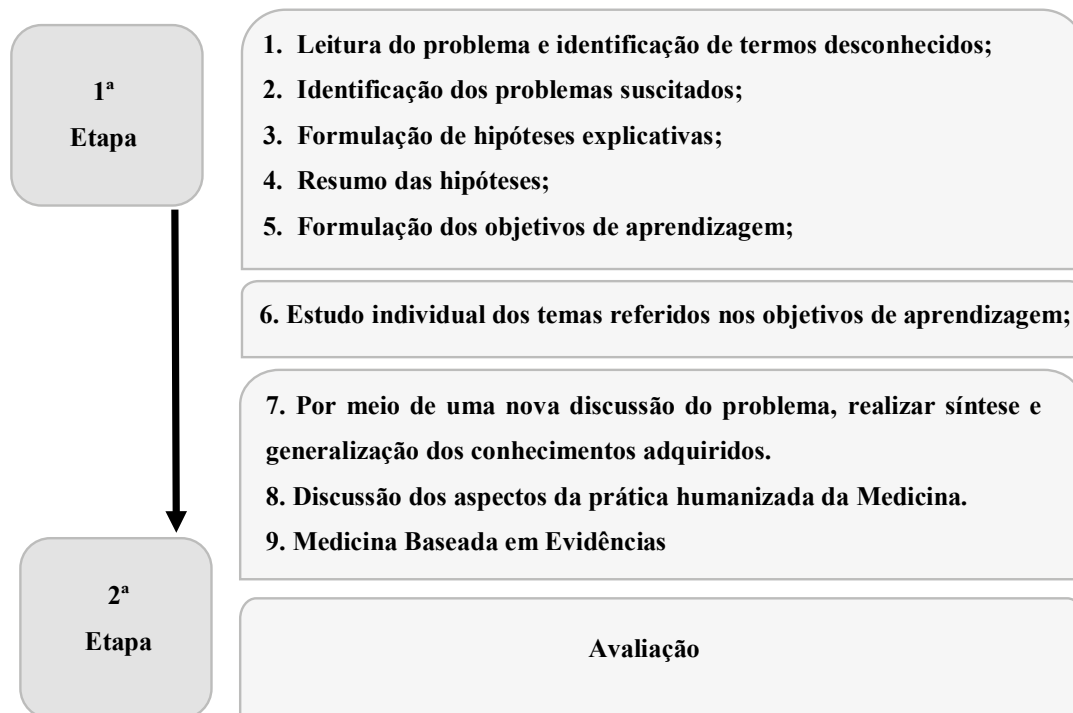 1ª
Etapa
1. Leitura do problema e identificação de termos desconhecidos;
2. Identificação dos problemas suscitados;
3. Formulação de hipóteses explicativas;
4. Resumo das hipóteses;
5. Formulação dos objetivos de aprendizagem;
6. Estudo individual dos temas referidos nos objetivos de aprendizagem;
7. Por meio de uma nova discussão do problema, realizar síntese e
generalização dos conhecimentos adquiridos.
8. Discussão dos aspectos da prática humanizada da Medicina.
9. Medicina Baseada em Evidências
2ª
Etapa
Avaliação